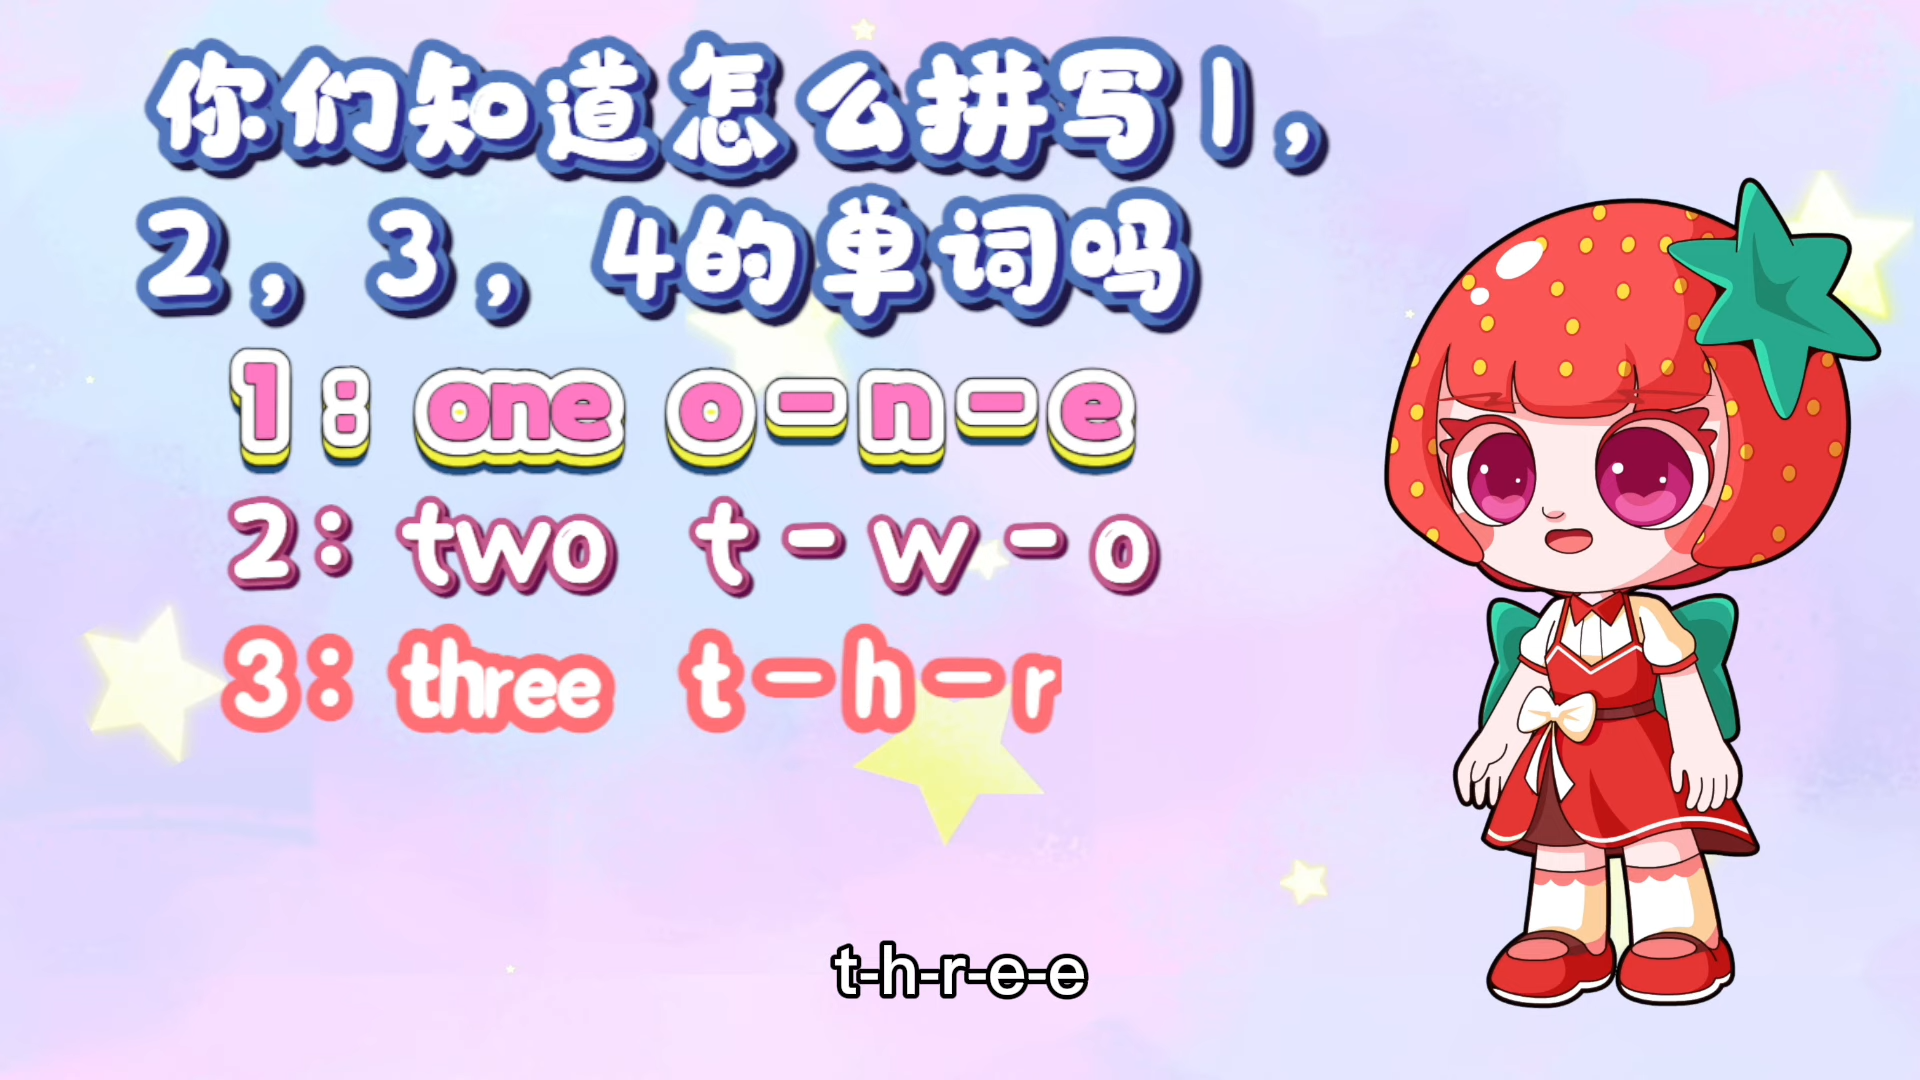 你们知道怎么拼写1，
2，3，4的单词吗
1：one o-n-e
2：two t-w-o
3：three t-h-r
t-h-r-e-e